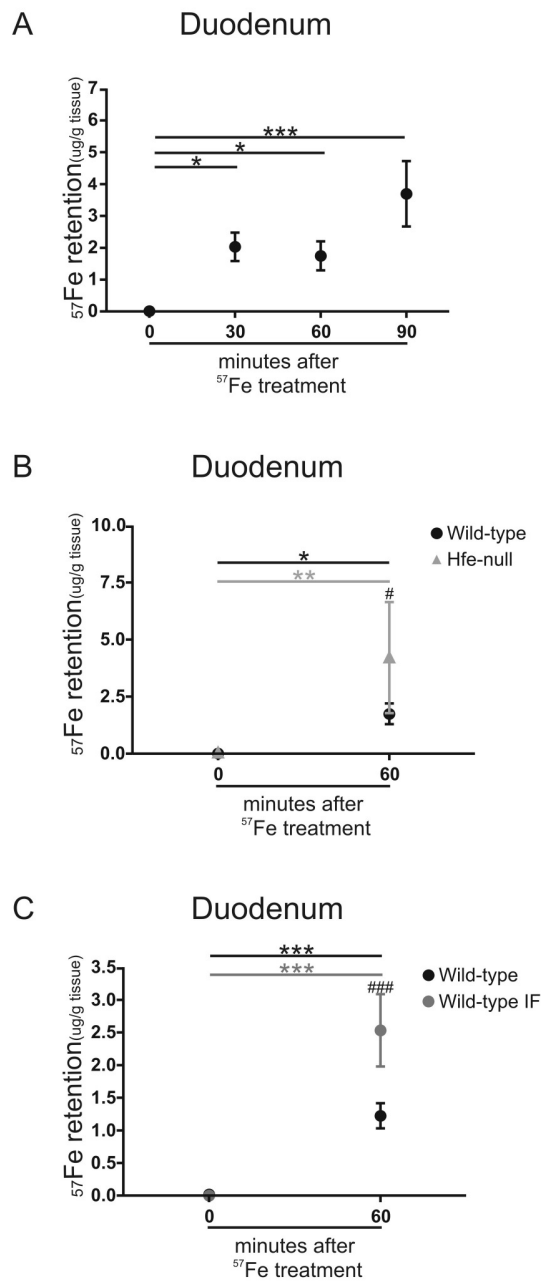 A
Duodenum
57Fe retention(ug/g tissue)
7
6
5
4
3
2
1
0
***
*
*
0 30 60 90
minutes after
57Fe treatment
B
Duodenum
57Fe retention(ug/g tissue)
10.0
7.5
5.0
2.5
0.0
*
**
#
Wild-type
Hfe-null
0 60
minutes after
57Fe treatment
C
Duodenum
57Fe retention(ug/g tissue)
3.5
3.0
2.5
2.0
1.5
1.0
0.5
0.0
***
***
###
Wild-type
Wild-type IF
0 60
minutes after
57Fe treatment